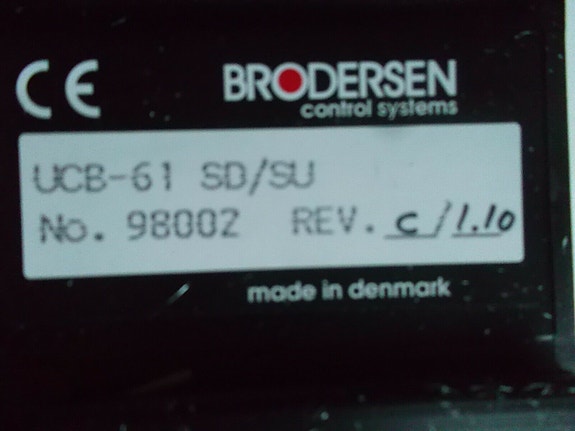 CE
BRODERSEN
control systems
UCB-61 SD/SU
No. 98002 REV. c/1.10
made in denmark